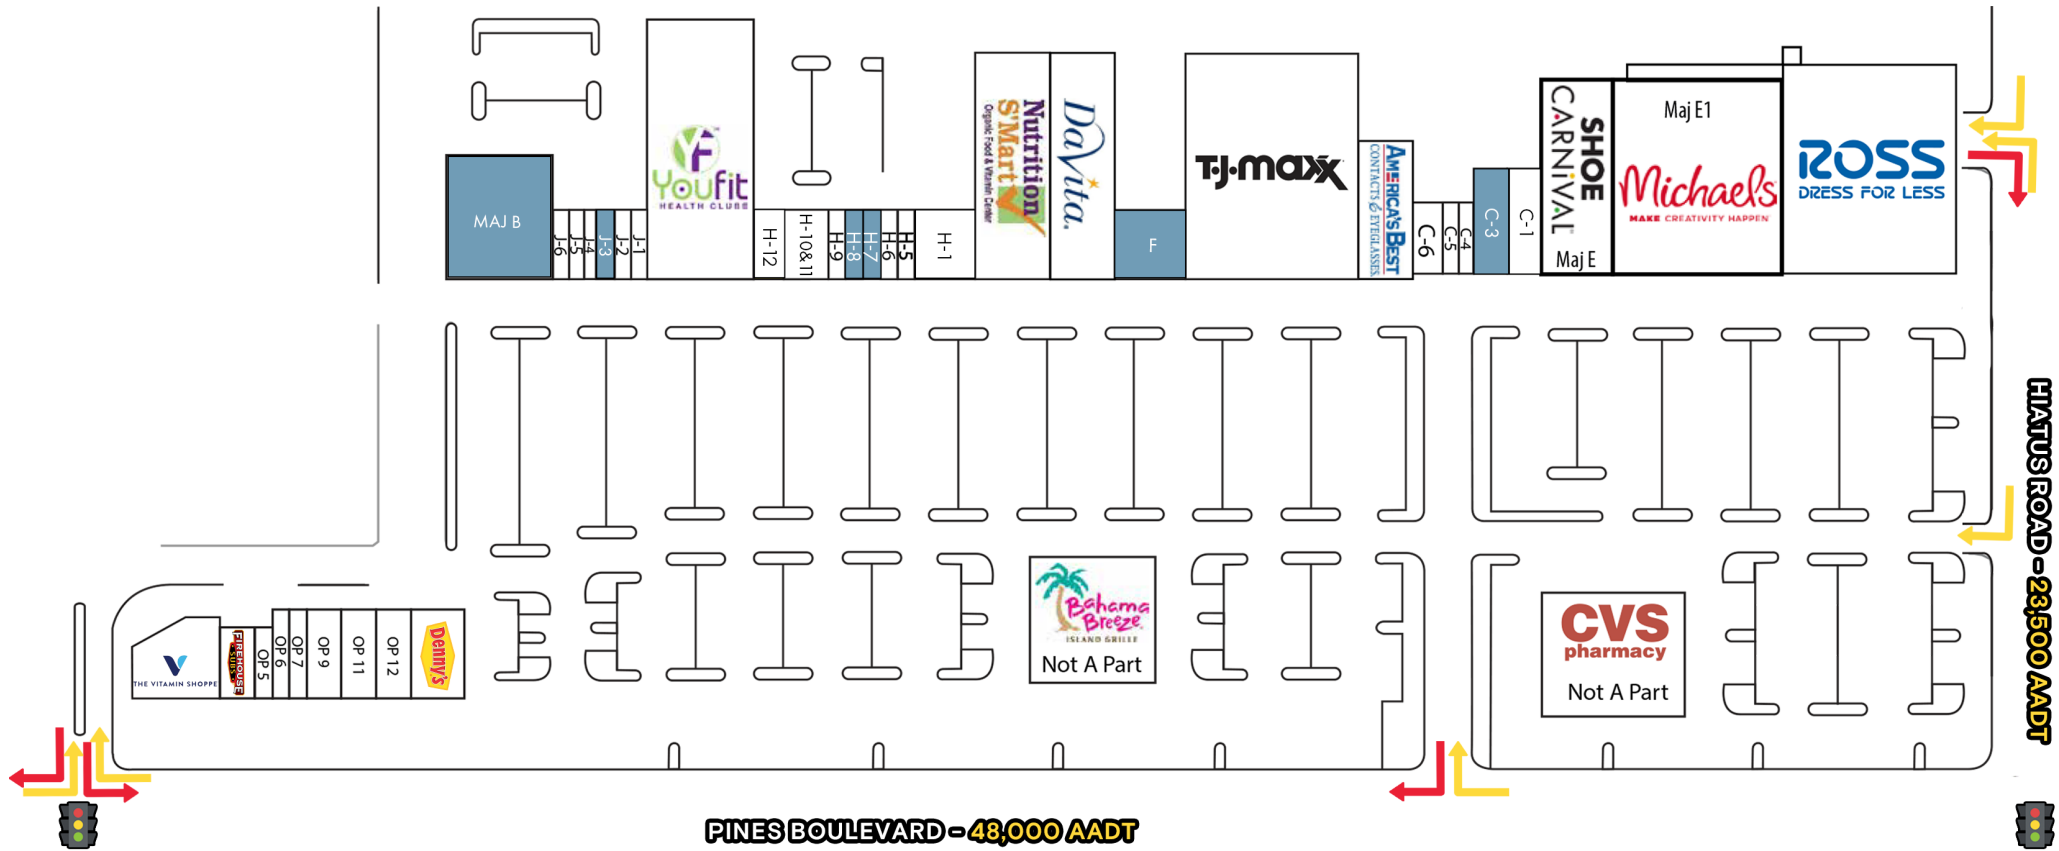 MAJ B
J-6
J-5
J-4
J-3
J-2
J-1
YF
Youfit
HEALTH CLUBS
H-12
H-10&11
H-9
H-8
H-7
H-6
H-5
H-1
Nutrition
S'Mart
Organic Food & Vitamin Center
DaVita.
F
T·J·maxx
AMERICA'S BEST
CONTACTS & EYEGLASSES
C-6
C-5
C-4
C-3
C-1
SHOE
CARNIVAL
Maj E
Maj E1
Michaels
MAKE CREATIVITY HAPPEN
ROSS
DRESS FOR LESS
THE VITAMIN SHOPPE
FIREHOUSE
SUBS
OP 5
OP 6
OP 7
OP 9
OP 11
OP 12
Denny's
Bahama
Breeze
ISLAND GRILLE
Not A Part
CVS
pharmacy
Not A Part
HIATUS ROAD - 23,500 AADT
PINES BOULEVARD - 48,000 AADT